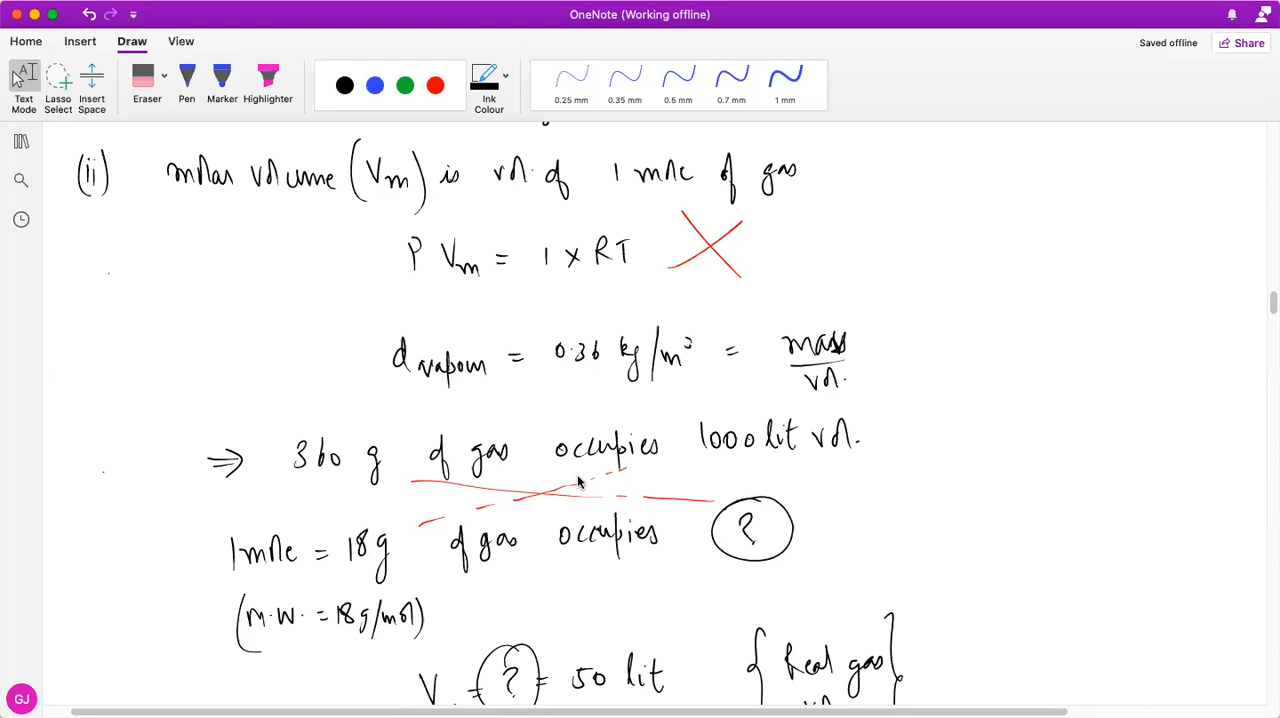 OneNote (Working offline)
Home Insert Draw View
Saved offline Share
Text Mode
Lasso Select
Insert Space
Eraser
Pen
Marker
Highlighter
Ink Colour
0.25 mm 0.35 mm 0.5 mm 0.7 mm 1 mm
(ii) molar volume (Vm) is vol. of 1 mole of gas
P Vm = 1 × RT
d vapour = 0.36 kg/m³ = mass/vol.
⇒ 360 g of gas occupies 1000 lit vol.
1 mole = 18g of gas occupies ?
(m.w. = 18g/mol)
V = ? = 50 lit { Real gas
GJ